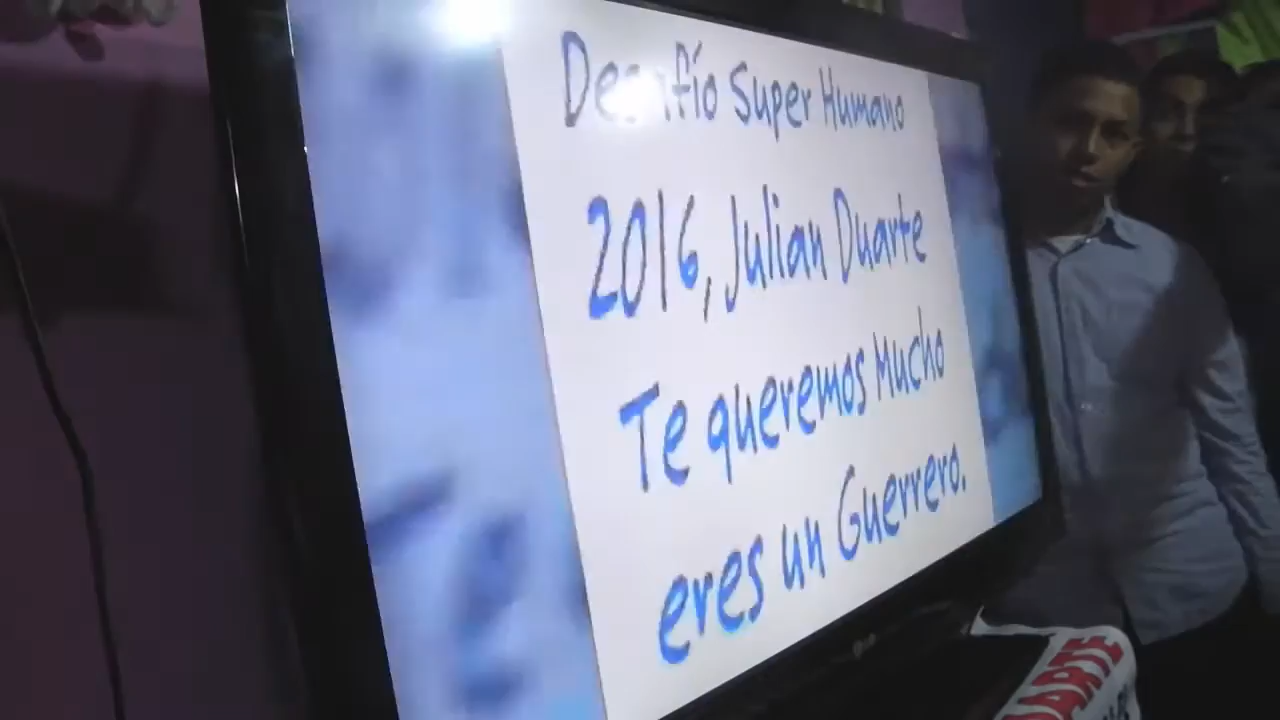 Desafío Super Humano
2016, Julian Duarte
Te queremos Mucho
eres un Guerrero.